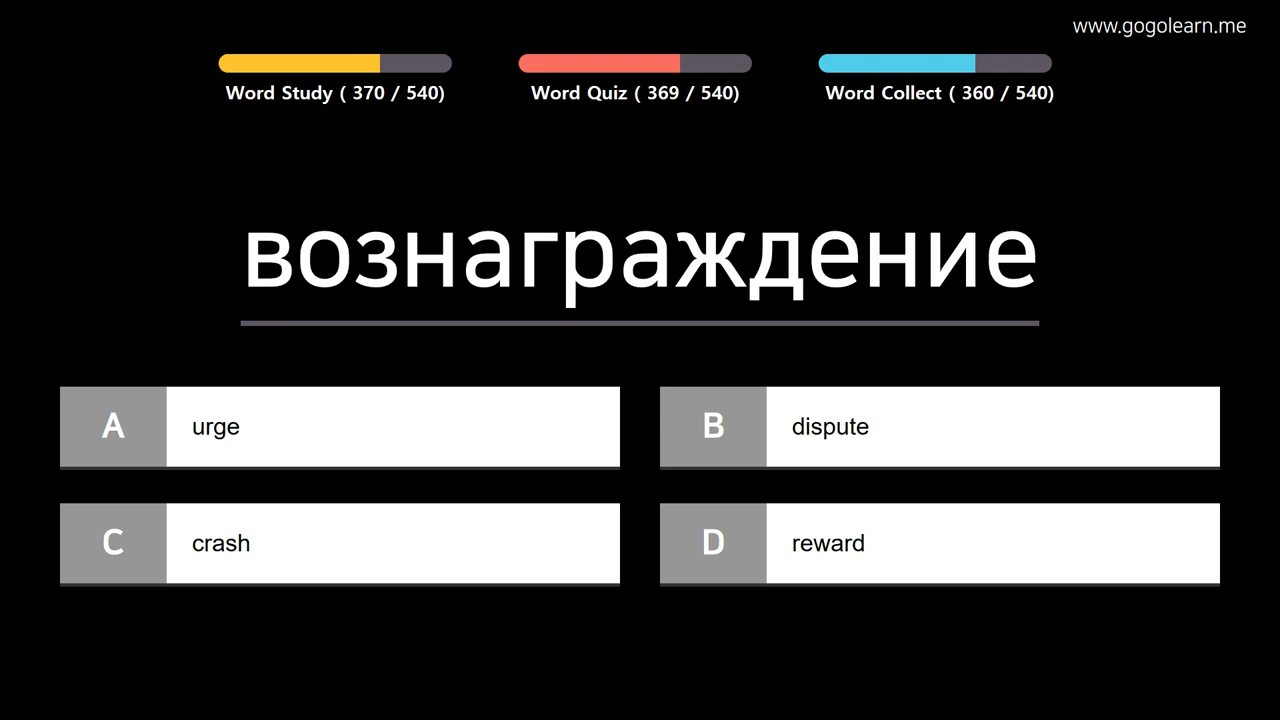 www.gogolearn.me
Word Study ( 370 / 540)
Word Quiz ( 369 / 540)
Word Collect ( 360 / 540)
вознаграждение
A urge
B dispute
C crash
D reward